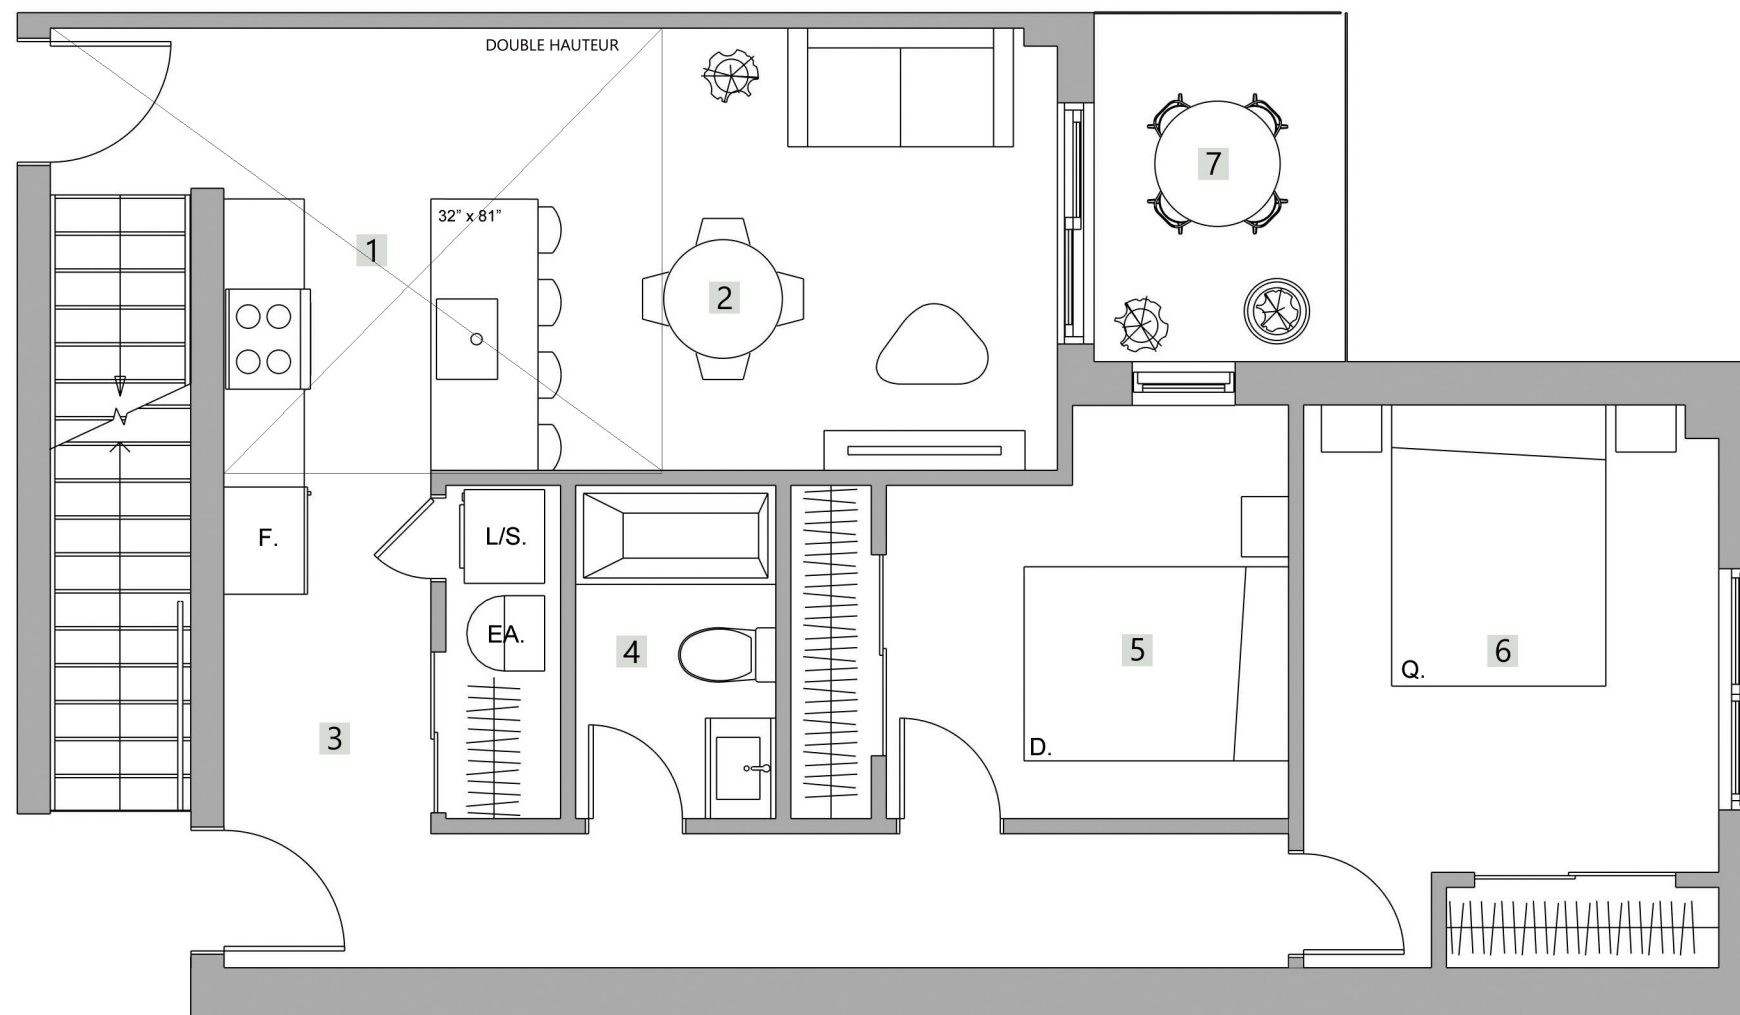 DOUBLE HAUTEUR
7
32” x 81”
1
2
F.
L/S.
EA.
4
5
6
Q.
3
D.